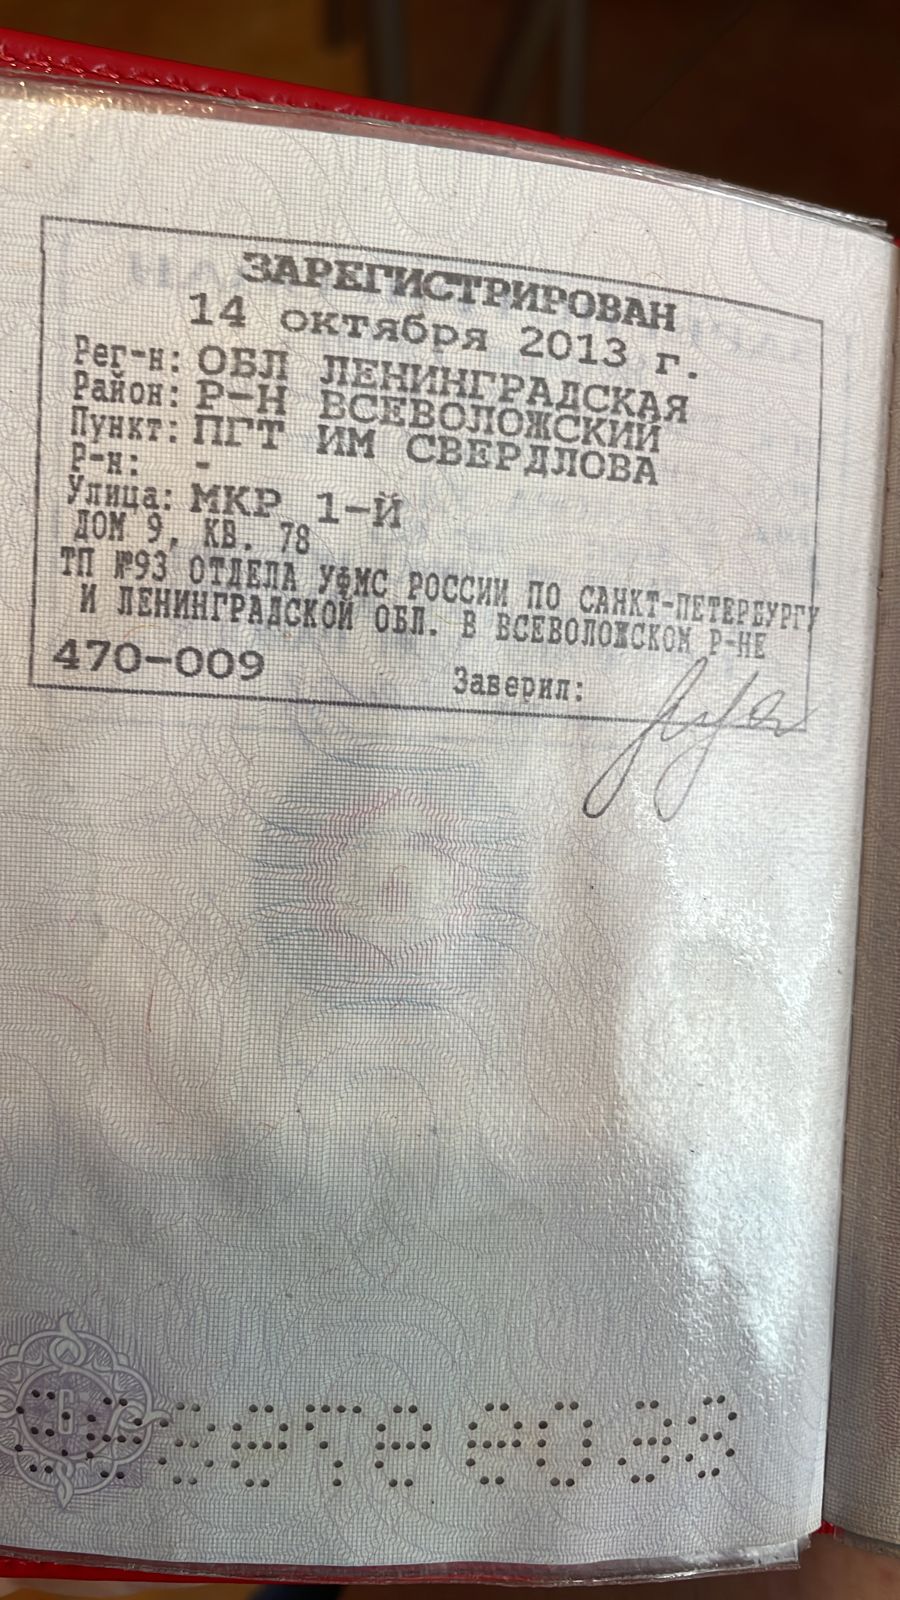 ЗАРЕГИСТРИРОВАН
14 октября 2013 г.
Рег-н: ОБЛ ЛЕНИНГРАДСКАЯ
Район: Р-Н ВСЕВОЛОЖСКИЙ
Пункт: ПГТ ИМ СВЕРДЛОВА
Р-н: -
Улица: МКР 1-Й
ДОМ 9, КВ. 78
ТП №93 ОТДЕЛА УФМС РОССИИ ПО САНКТ-ПЕТЕРБУРГУ
И ЛЕНИНГРАДСКОЙ ОБЛ. В ВСЕВОЛОЖСКОМ Р-НЕ
470-009
Заверил: